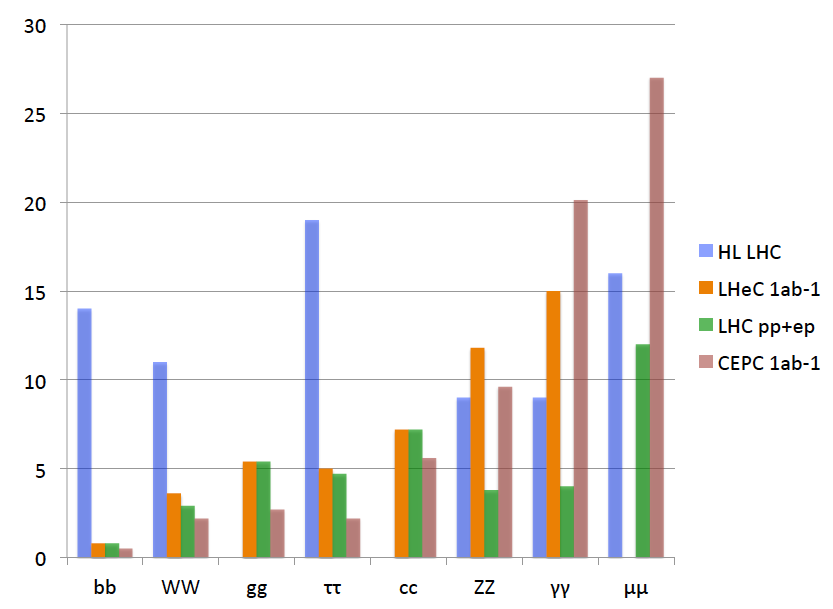 30
25
20
15
10
5
0
bb WW gg ττ cc ZZ γγ μμ
HL LHC
LHeC 1ab-1
LHC pp+ep
CEPC 1ab-1